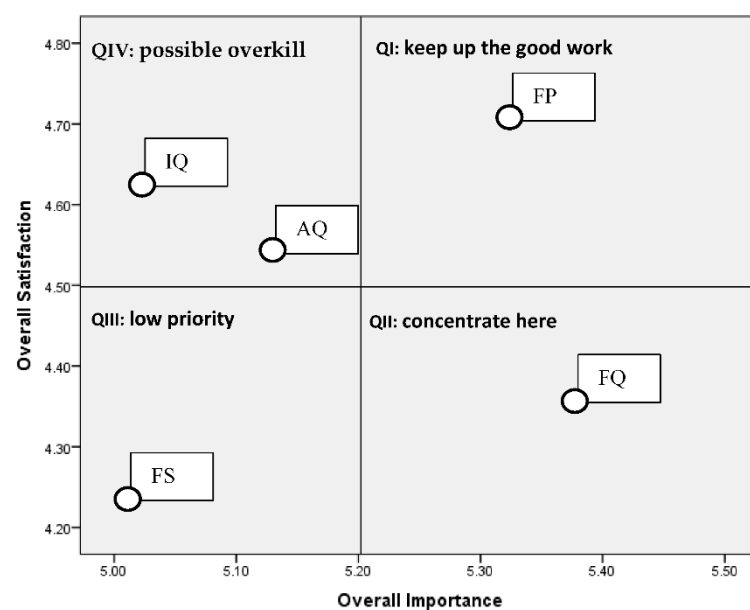 4.80
QIV: possible overkill
QI: keep up the good work
FP
4.70
IQ
4.60
AQ
4.50
Overall Satisfaction
QIII: low priority
QII: concentrate here
4.40
FQ
4.30
FS
4.20
5.00 5.10 5.20 5.30 5.40 5.50
Overall Importance